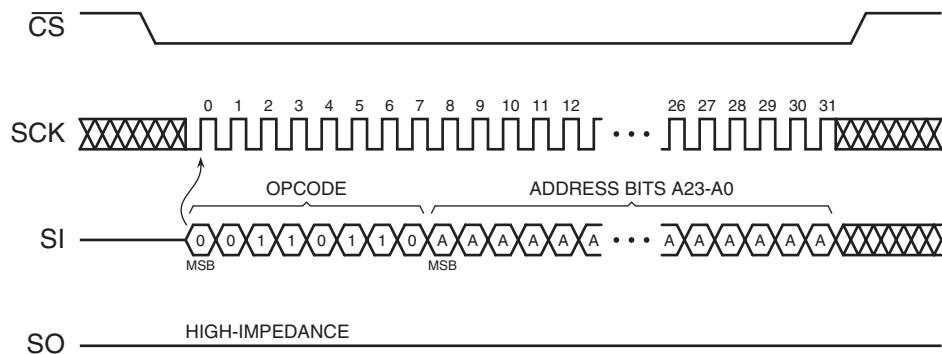 CS
0 1 2 3 4 5 6 7 8 9 10 11 12 26 27 28 29 30 31
SCK
OPCODE ADDRESS BITS A23-A0
SI 0 0 1 1 0 1 1 0 A A A A A A A A A A A A
MSB MSB
HIGH-IMPEDANCE
SO